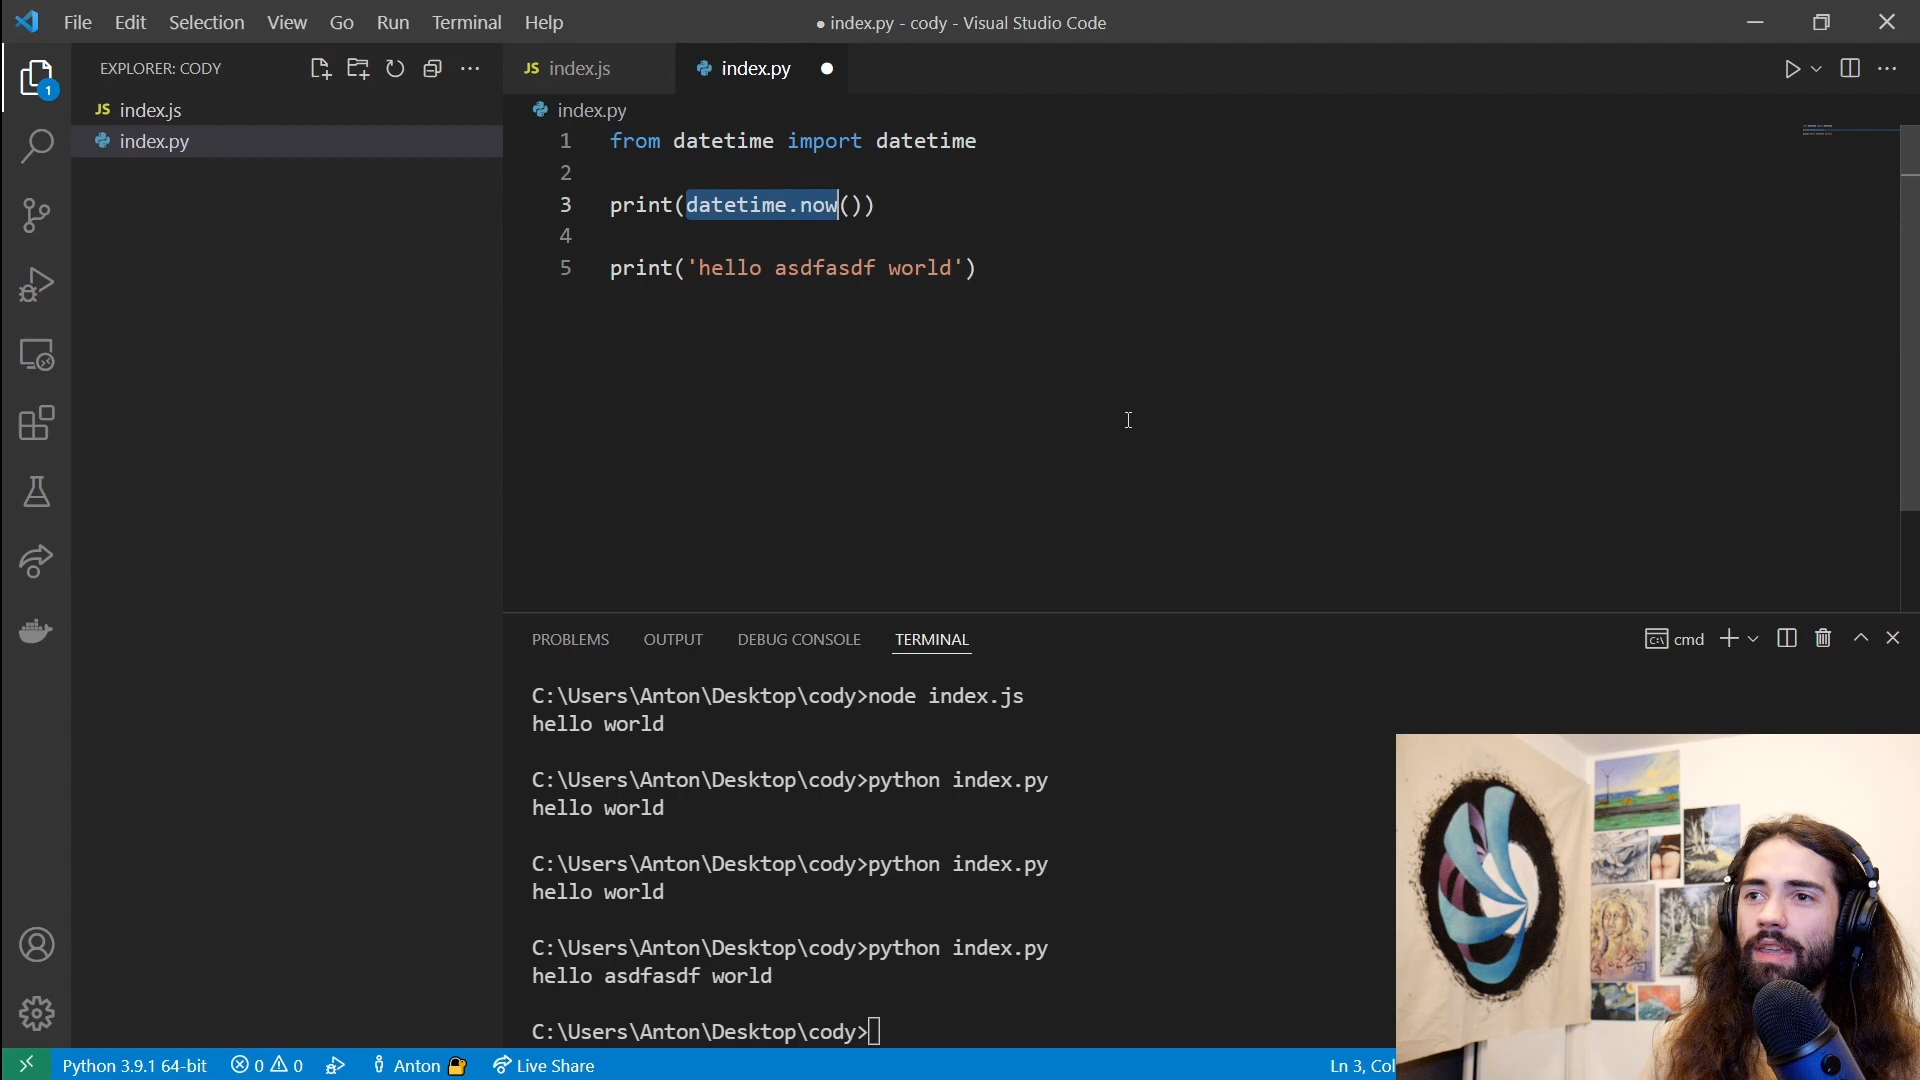 File Edit Selection View Go Run Terminal Help
● index.py - cody - Visual Studio Code
EXPLORER: CODY
JS index.js
index.py
1
JS index.js
index.py
index.py
1 from datetime import datetime
2
3 print(datetime.now())
4
5 print('hello asdfasdf world')
PROBLEMS OUTPUT DEBUG CONSOLE TERMINAL
cmd
C:\Users\Anton\Desktop\cody>node index.js
hello world
C:\Users\Anton\Desktop\cody>python index.py
hello world
C:\Users\Anton\Desktop\cody>python index.py
hello world
C:\Users\Anton\Desktop\cody>python index.py
hello asdfasdf world
C:\Users\Anton\Desktop\cody>
Python 3.9.1 64-bit 0 0 Anton Live Share Ln 3, Col